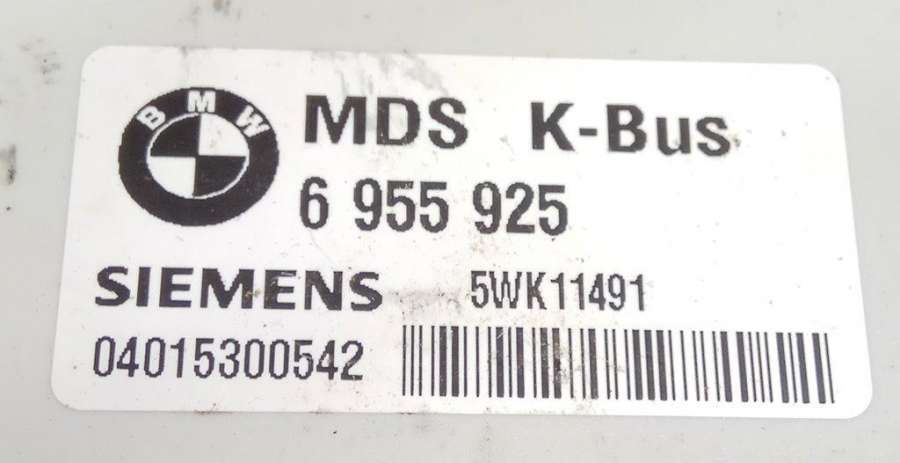 BMW
MDS K-Bus
6 955 925
SIEMENS 5WK11491
04015300542